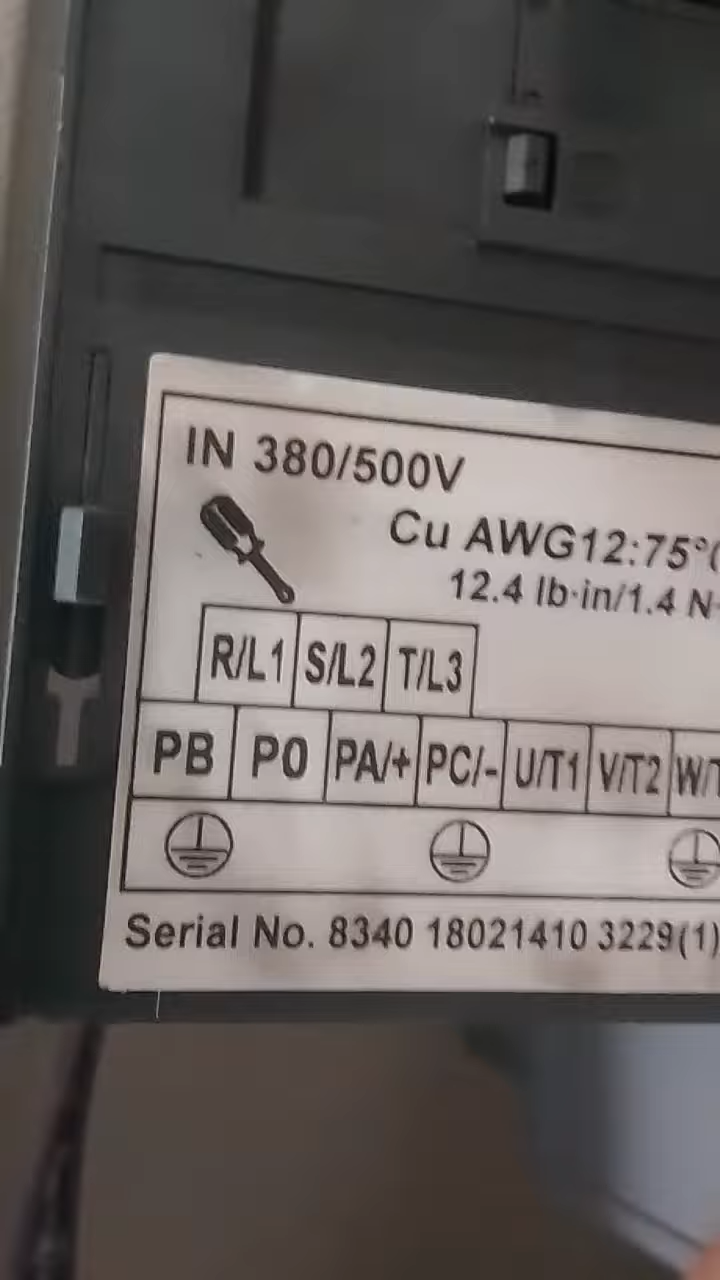 IN 380/500V
Cu AWG12:75°
12.4 lb·in/1.4 N
R/L1 S/L2 T/L3
PB P0 PA/+ PC/- U/T1 V/T2 W/T
Serial No. 8340 18021410 3229(1)